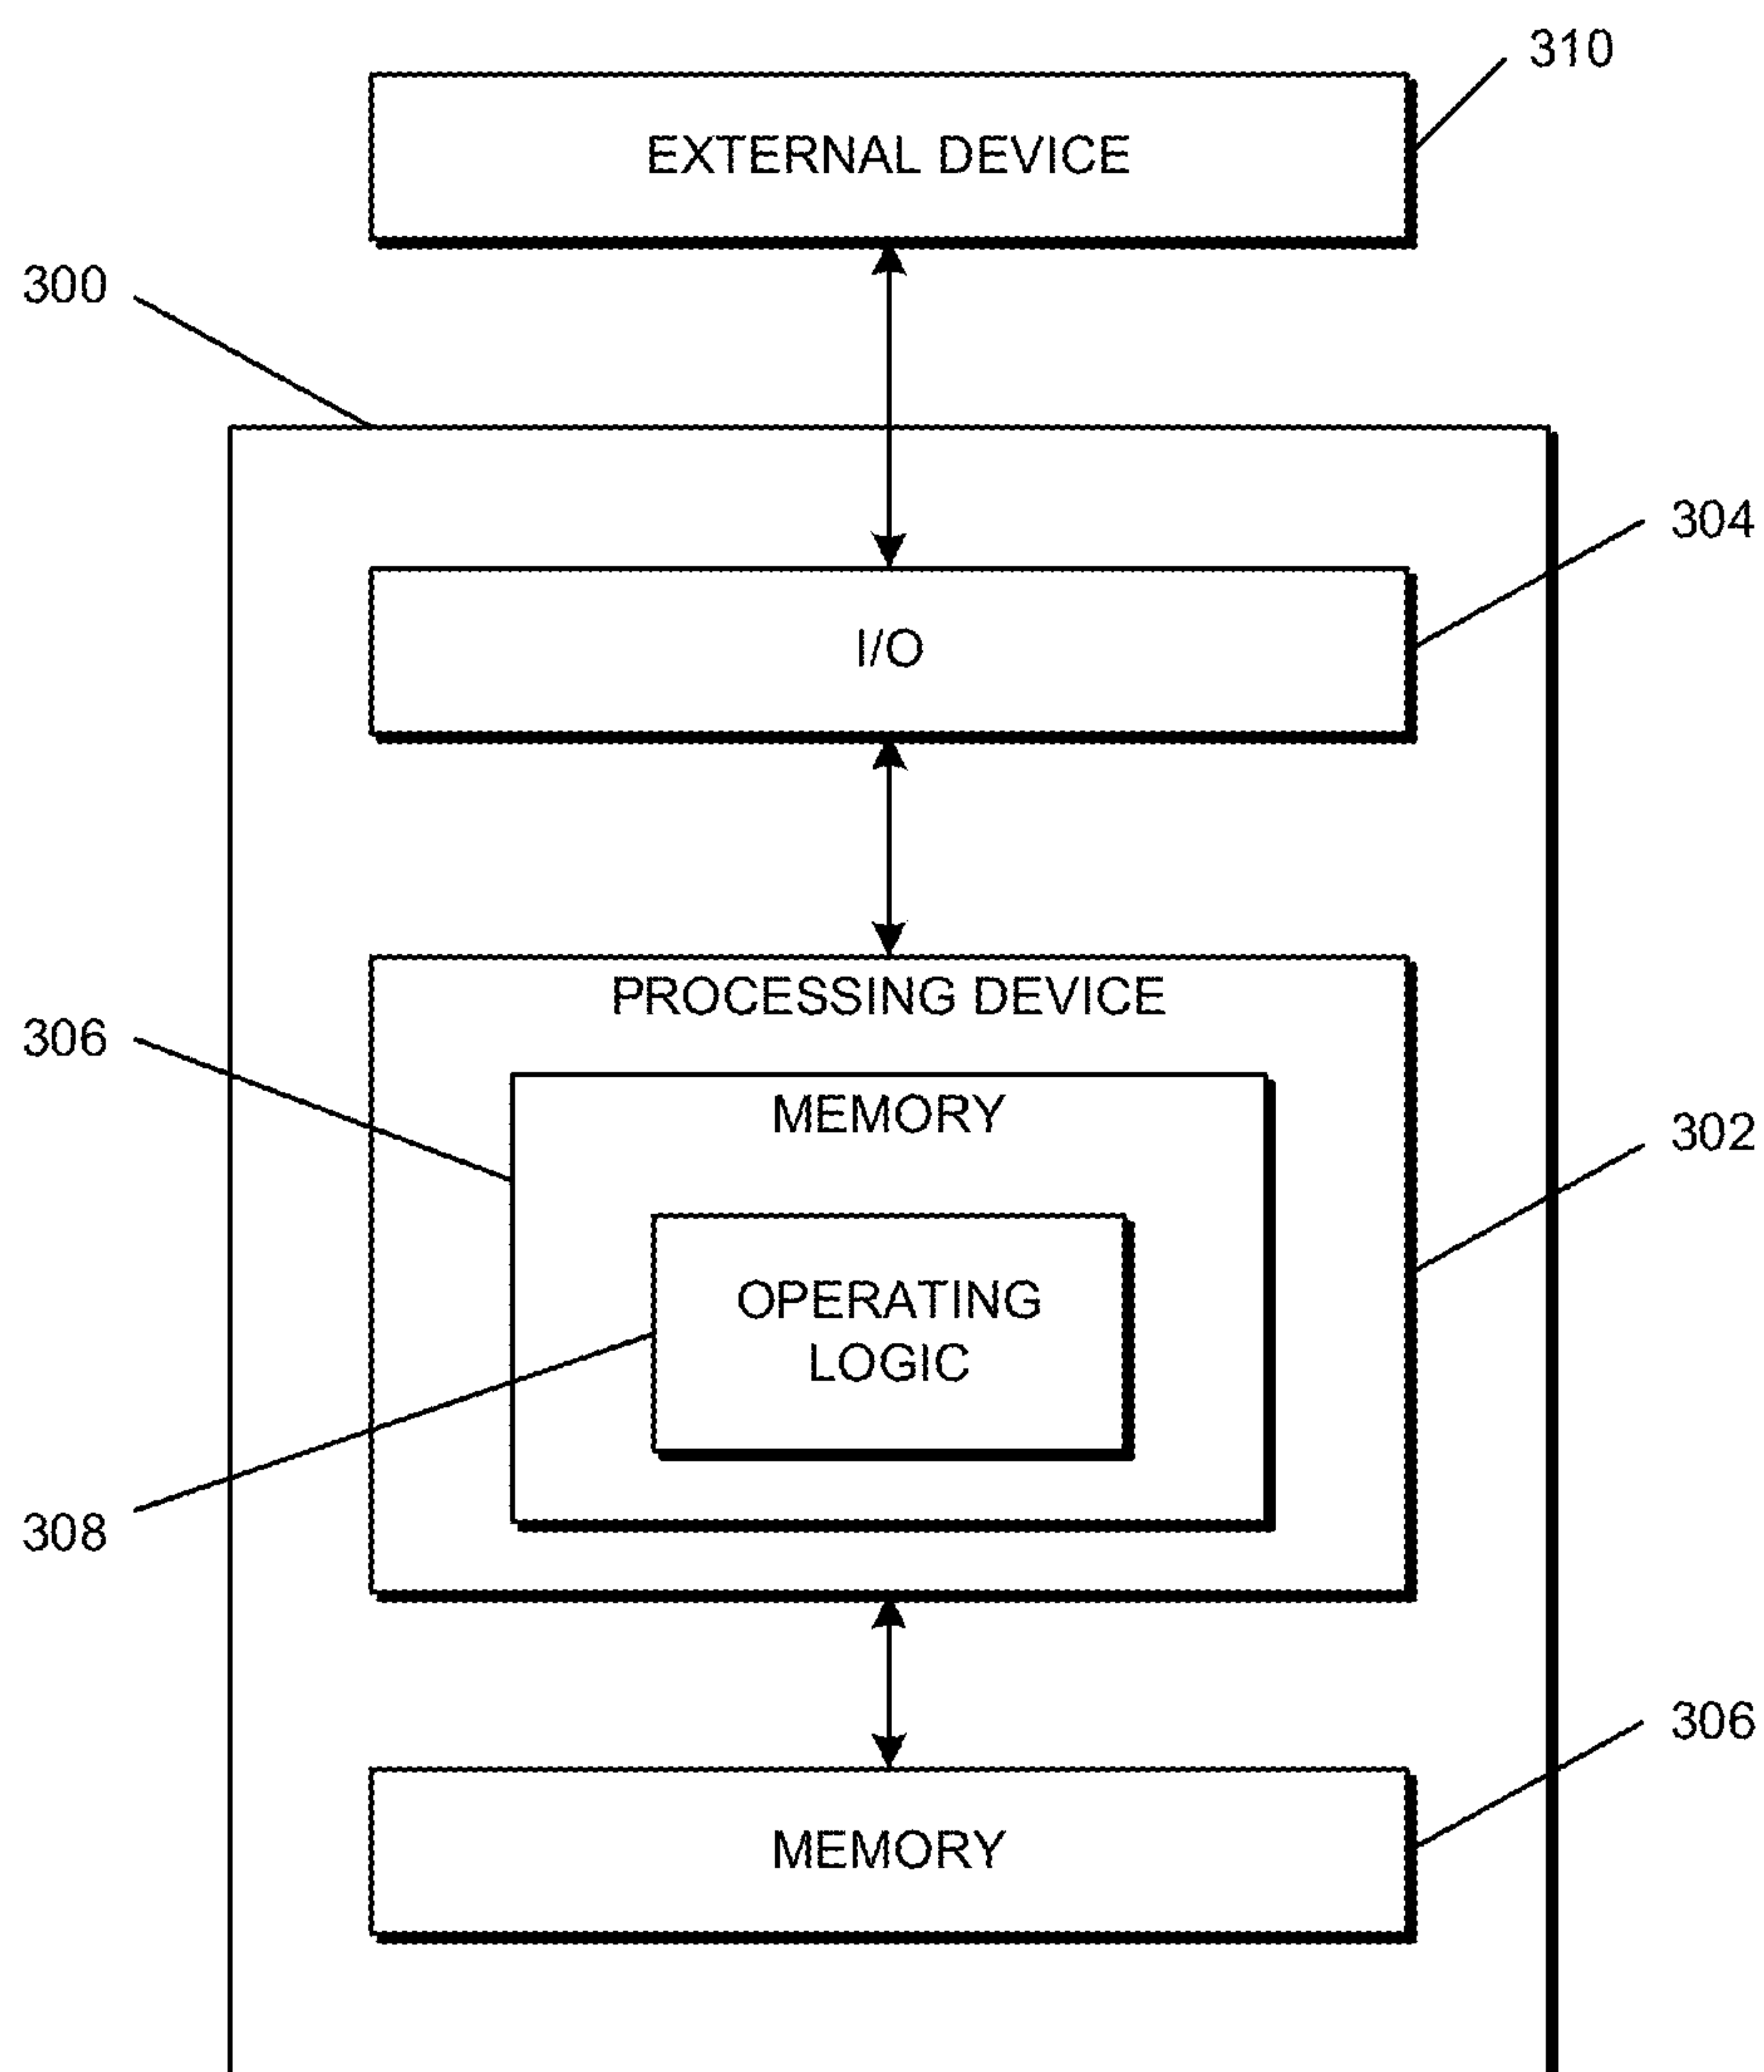 310
EXTERNAL DEVICE
300
304
I/O
PROCESSING DEVICE
306
MEMORY
302
OPERATING
LOGIC
308
306
MEMORY